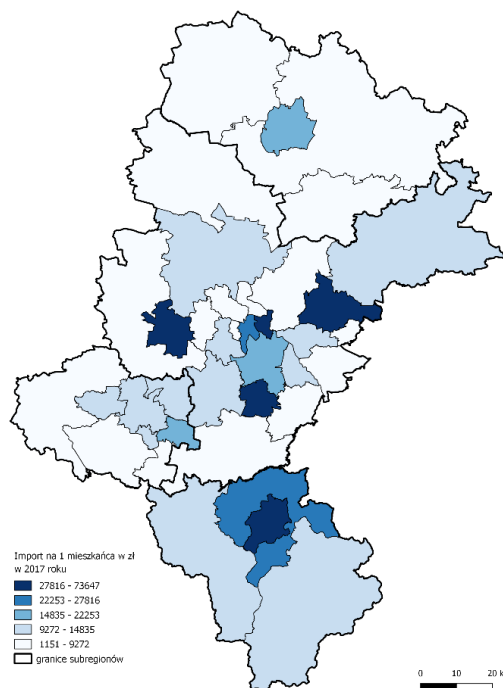 Import na 1 mieszkańca w zł
w 2017 roku
27816 - 73647
22253 - 27816
14835 - 22253
9272 - 14835
1151 - 9272
granice subregionów
0 10 20 k